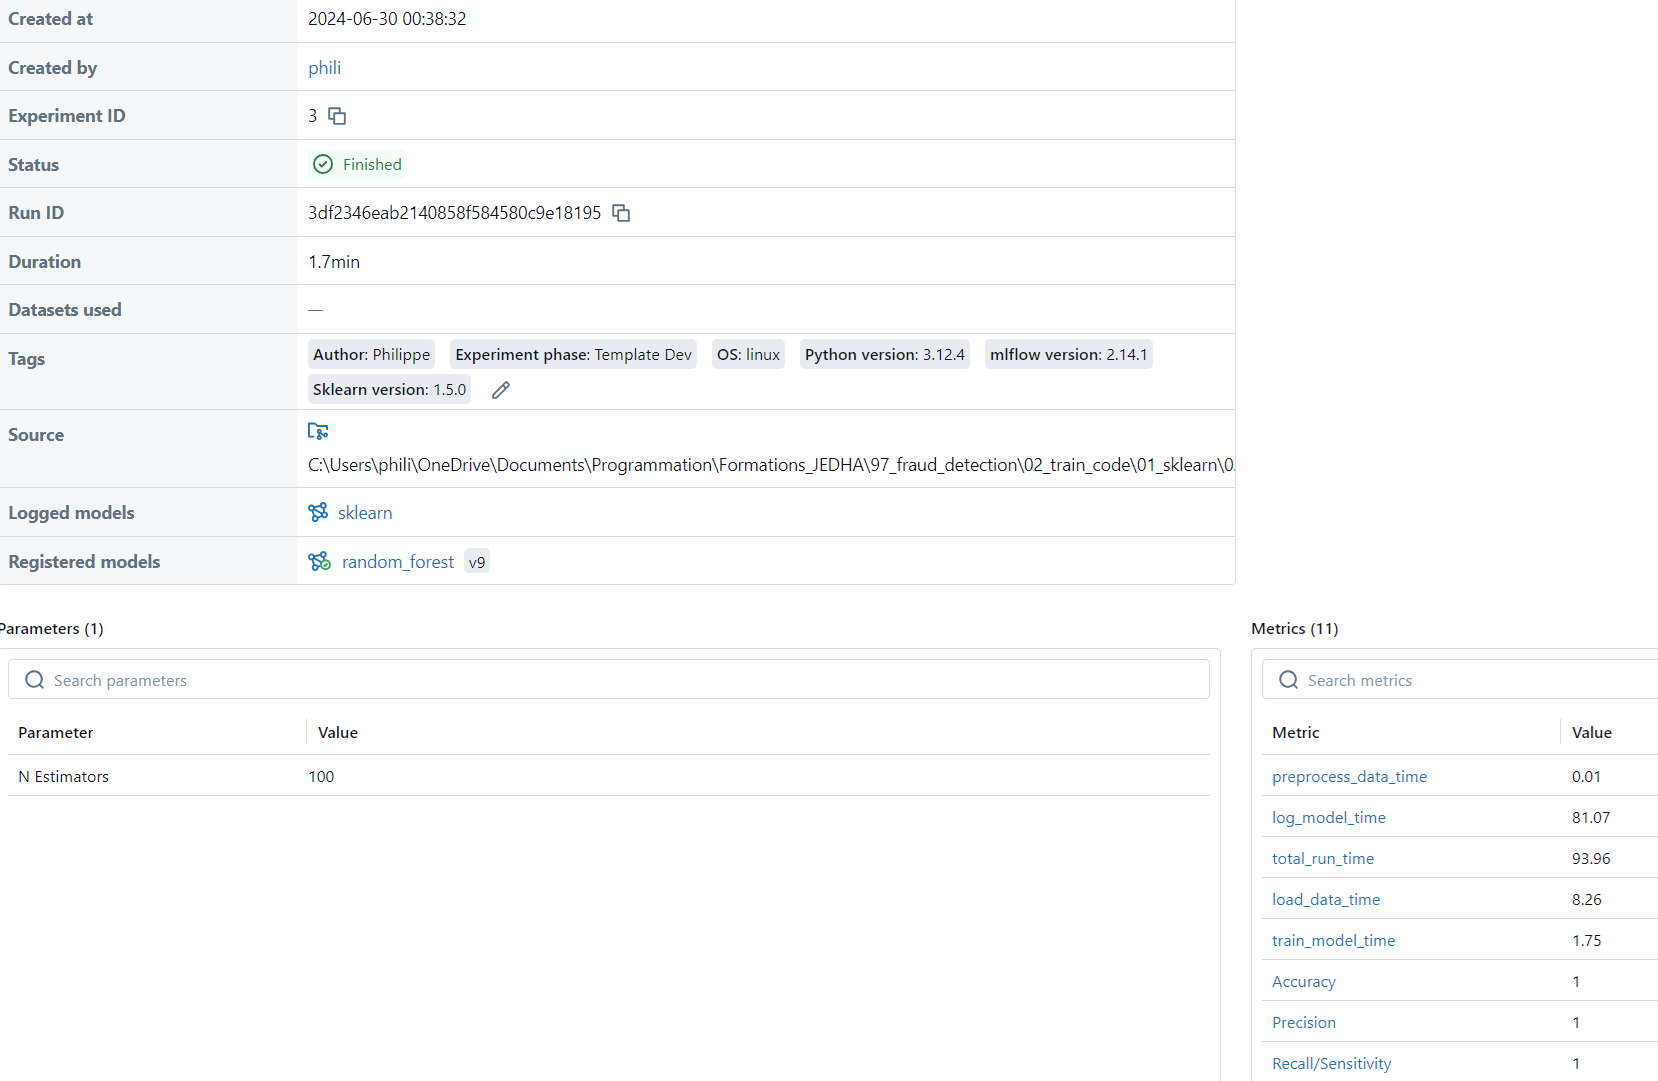 Created at 2024-06-30 00:38:32
Created by phili
Experiment ID 3
Status Finished
Run ID 3df2346eab2140858f584580c9e18195
Duration 1.7min
Datasets used —
Tags Author: Philippe Experiment phase: Template Dev OS: linux Python version: 3.12.4 mlflow version: 2.14.1
Sklearn version: 1.5.0
Source
C:\Users\phili\OneDrive\Documents\Programmation\Formations_JEDHA\97_fraud_detection\02_train_code\01_sklearn\0
Logged models sklearn
Registered models random_forest v9
Parameters (1)
Search parameters
Parameter Value
N Estimators 100
Metrics (11)
Search metrics
Metric Value
preprocess_data_time 0.01
log_model_time 81.07
total_run_time 93.96
load_data_time 8.26
train_model_time 1.75
Accuracy 1
Precision 1
Recall/Sensitivity 1